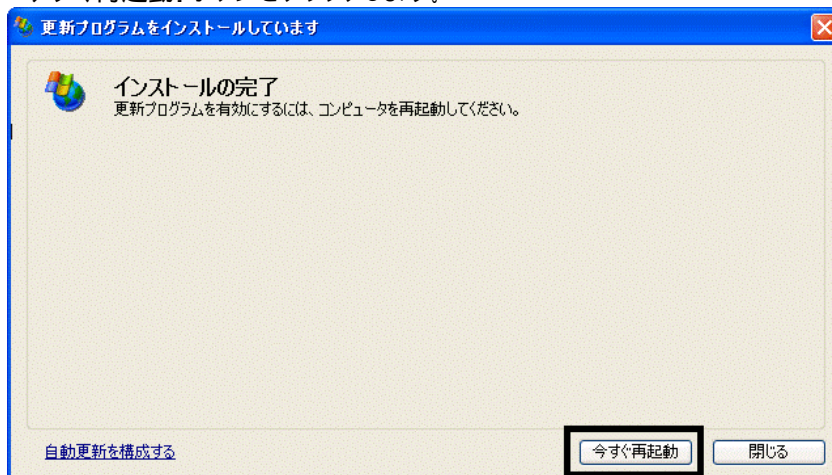 更新プログラムをインストールしています
インストールの完了
更新プログラムを有効にするには、コンピュータを再起動してください。
自動更新を構成する
今すぐ再起動
閉じる